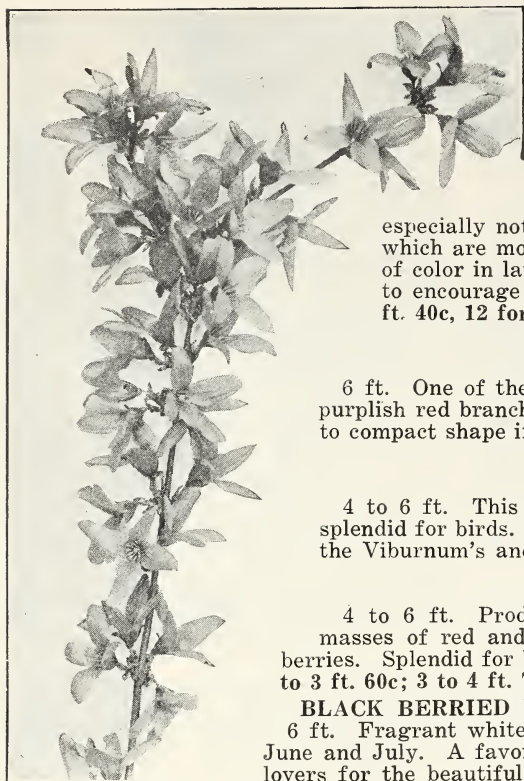 especially not
which are mo
of color in la
to encourage
ft. 40c, 12 for
6 ft. One of the
purplish red branch
to compact shape i
4 to 6 ft. This
splendid for birds.
the Viburnum's an
4 to 6 ft. Prod
masses of red and
berries. Splendid for
to 3 ft. 60c; 3 to 4 ft.
BLACK BERRIED
6 ft. Fragrant white
June and July. A favo
lovers for the beautiful